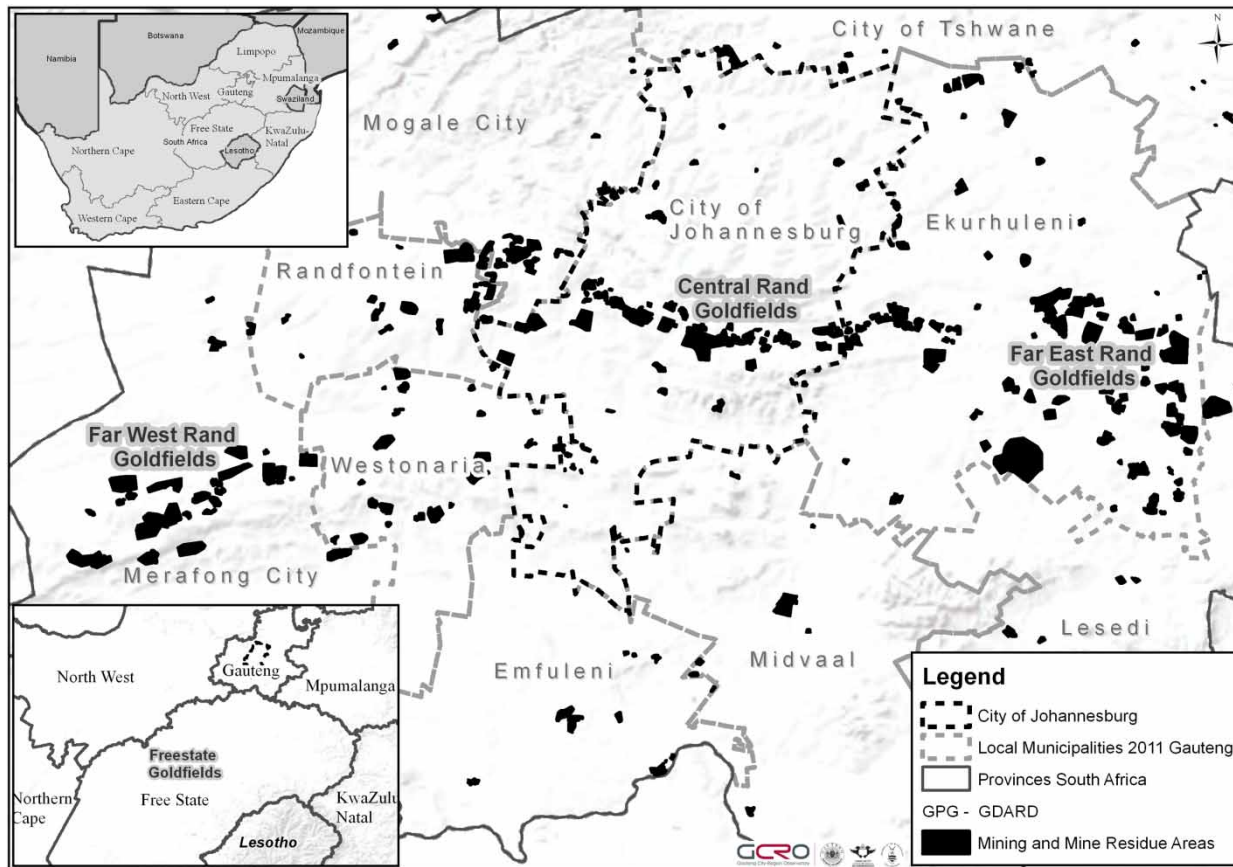 Botswana
Mozambique
Namibia
Limpopo
Mpumalanga
North West
Gauteng
Swaziland
Free State
KwaZulu-
Natal
South Africa
Lesotho
Northern Cape
Eastern Cape
Western Cape
City of Tshwane
N
Mogale City
City of
Johannesburg
Ekurhuleni
Randfontein
Central Rand
Goldfields
Far East Rand
Goldfields
Far West Rand
Goldfields
Westonaria
Merafong City
Lesedi
Emfuleni
Midvaal
North West
Gauteng
Mpumalanga
Freestate
Goldfields
Northern
Cape
Free State
KwaZulu
Natal
Lesotho
Legend
City of Johannesburg
Local Municipalities 2011 Gauteng
Provinces South Africa
GPG - GDARD
Mining and Mine Residue Areas
GCRO